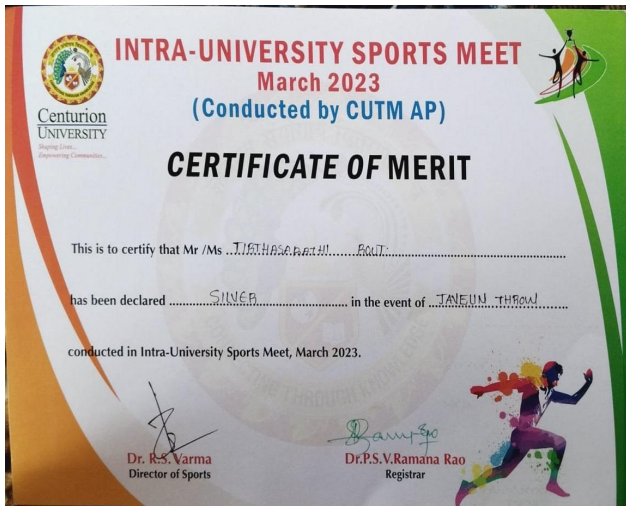 INTRA-UNIVERSITY SPORTS MEET
March 2023
(Conducted by CUTM AP)
Centurion
UNIVERSITY
Shaping Lives...
Empowering Communities...
CERTIFICATE OF MERIT
This is to certify that Mr /Ms ..TIRTHASARATHI......ROUT.
has been declared ............SILVER............ in the event of ..JAVELIN THROW
conducted in Intra-University Sports Meet, March 2023.
Dr. R.S. Varma
Director of Sports
Dr.P.S.V.Ramana Rao
Registrar